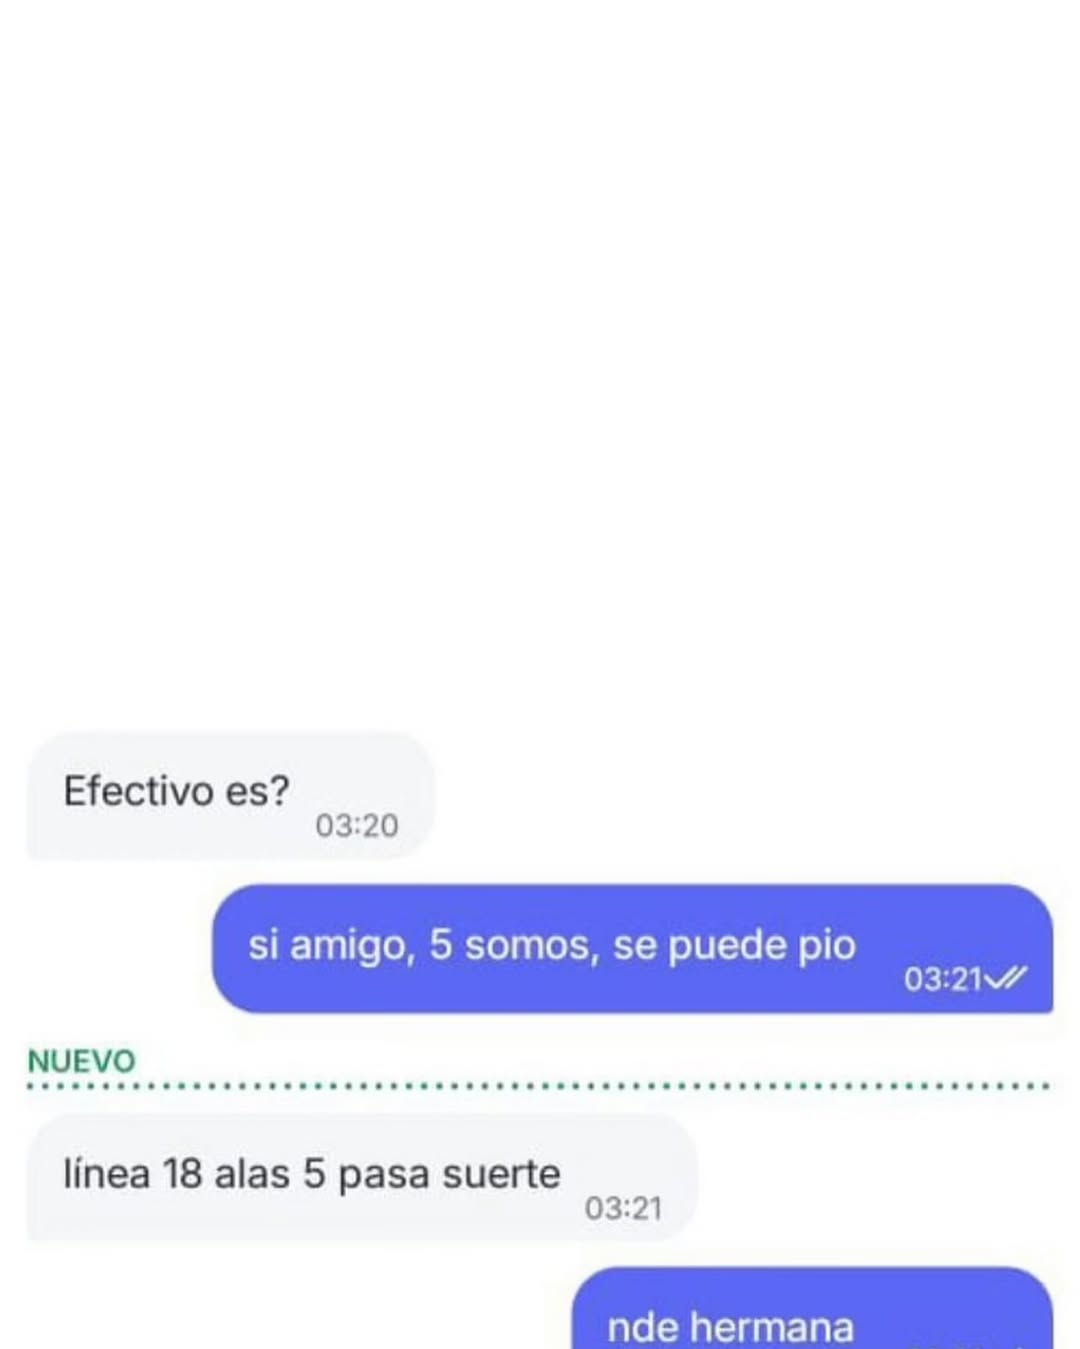 Efectivo es?
03:20
si amigo, 5 somos, se puede pio
03:21
NUEVO
línea 18 alas 5 pasa suerte
03:21
nde hermana